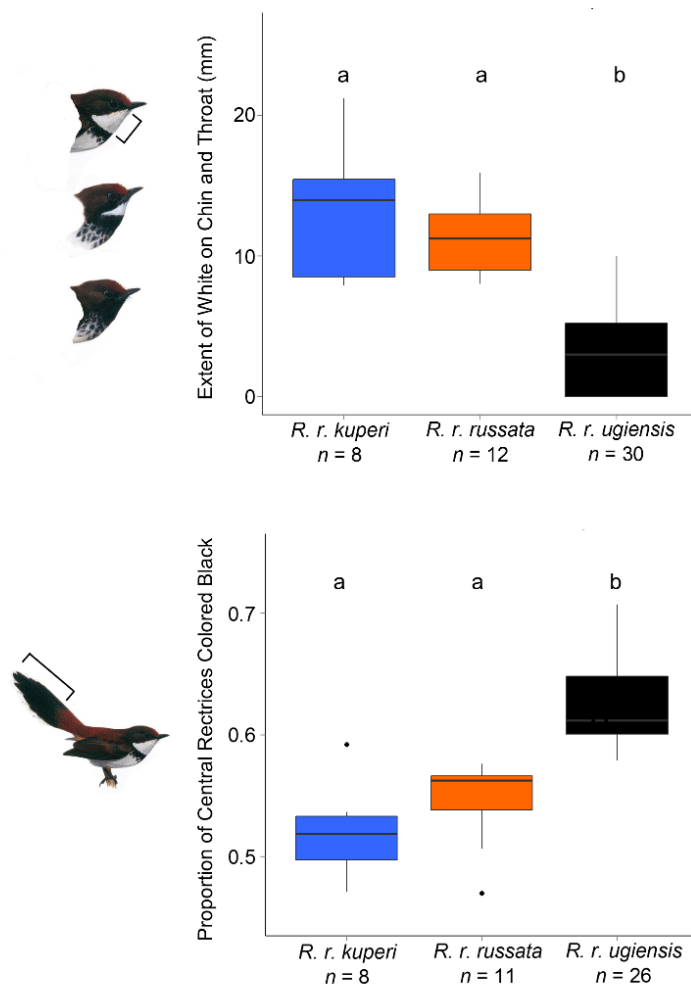 Extent of White on Chin and Throat (mm)
20
10
0
a
a
b
R. r. kuperi
n = 8
R. r. russata
n = 12
R. r. ugiensis
n = 30
Proportion of Central Rectrices Colored Black
0.7
0.6
0.5
a
a
b
R. r. kuperi
n = 8
R. r. russata
n = 11
R. r. ugiensis
n = 26